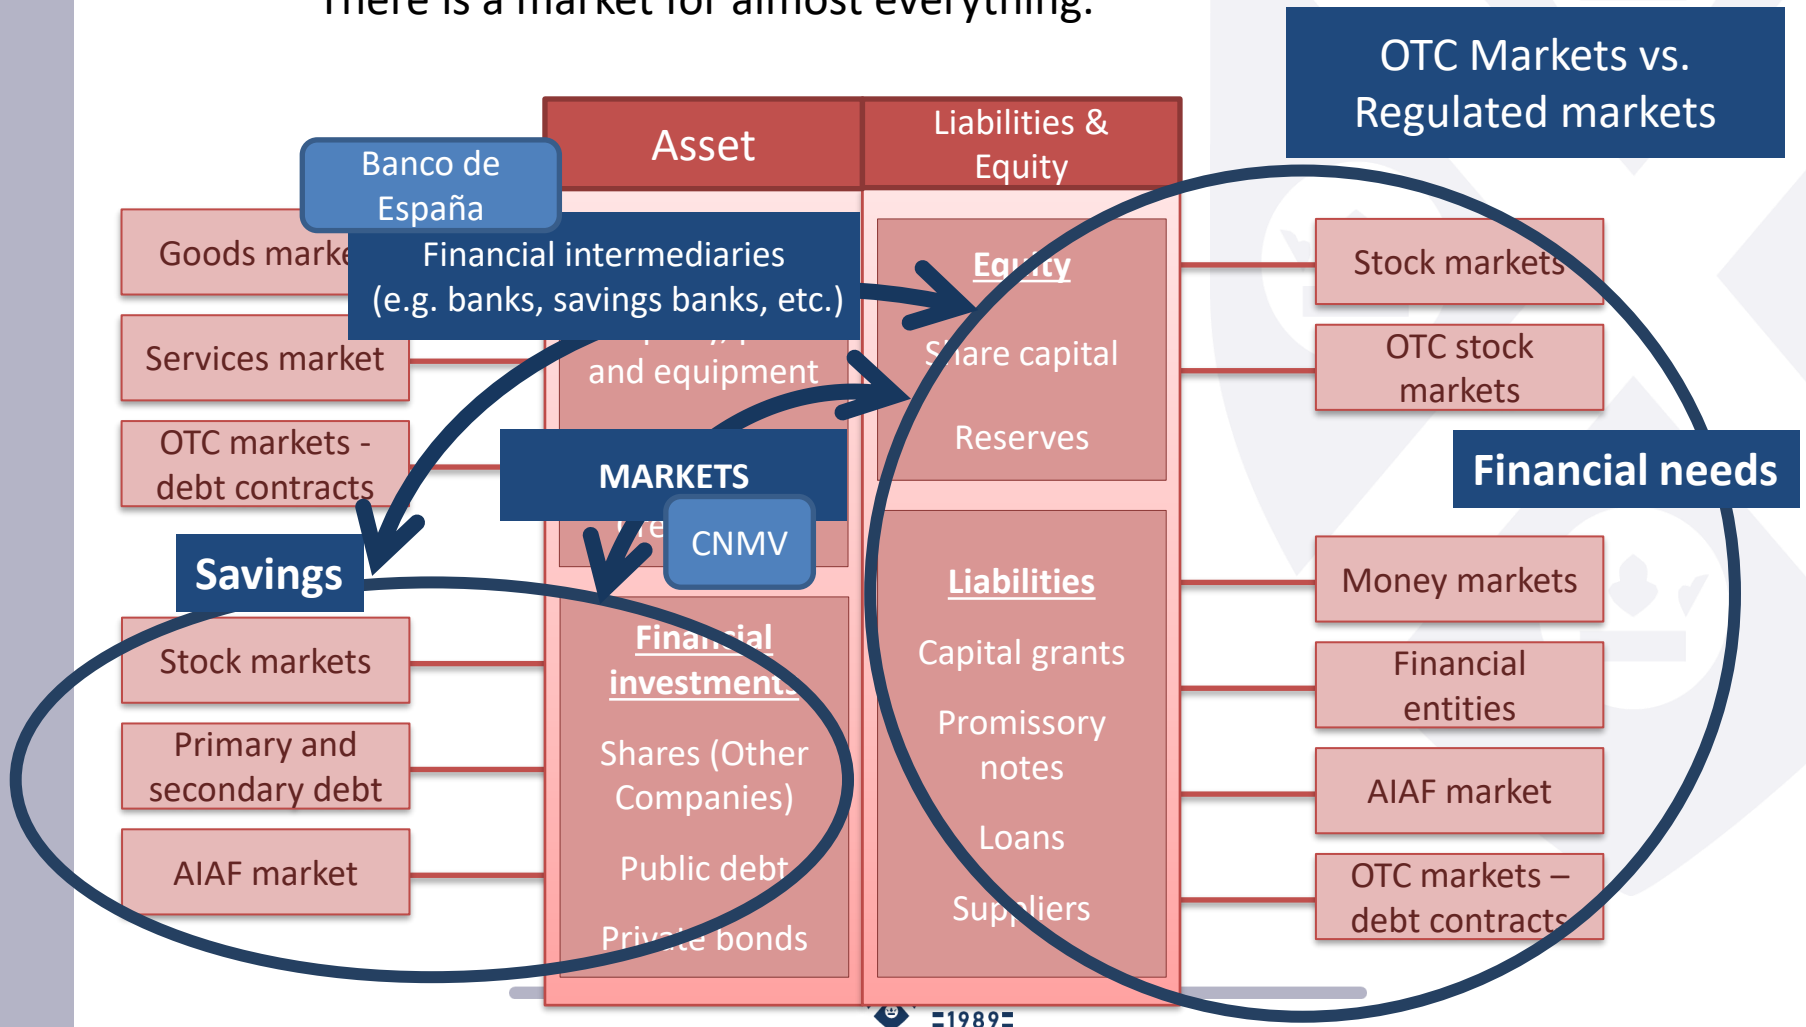 There is a market for almost everything.
OTC Markets vs.
Regulated markets
Asset
Liabilities &
Equity
Banco de
España
Financial intermediaries
(e.g. banks, savings banks, etc.)
Goods
Services market
OTC markets -
debt contracts
and equipment
MARKETS
CNMV
Savings
Stock markets
Primary and
secondary debt
AIAF market
Financial
investments
Shares (Other
Companies)
Public debt
Private bonds
Equity
Share capital
Reserves
Liabilities
Capital grants
Promissory
notes
Loans
Suppliers
Stock markets
OTC stock
markets
Financial needs
Money markets
Financial
entities
AIAF market
OTC markets –
debt contracts
1989